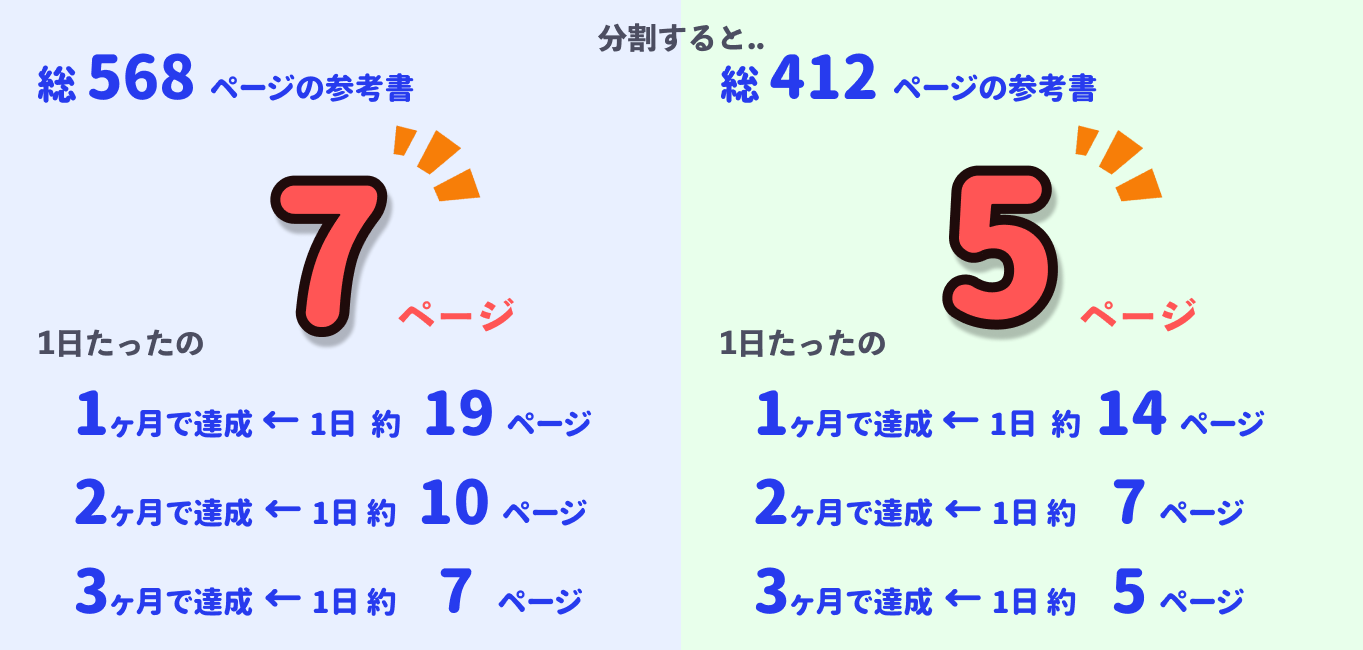 分割すると..
総 568 ページの参考書
7
ページ
1日たったの
1ヶ月で達成 ← 1日 約 19 ページ
2ヶ月で達成 ← 1日 約 10 ページ
3ヶ月で達成 ← 1日 約 7 ページ
総 412 ページの参考書
5
ページ
1日たったの
1ヶ月で達成 ← 1日 約 14 ページ
2ヶ月で達成 ← 1日 約 7 ページ
3ヶ月で達成 ← 1日 約 5 ページ